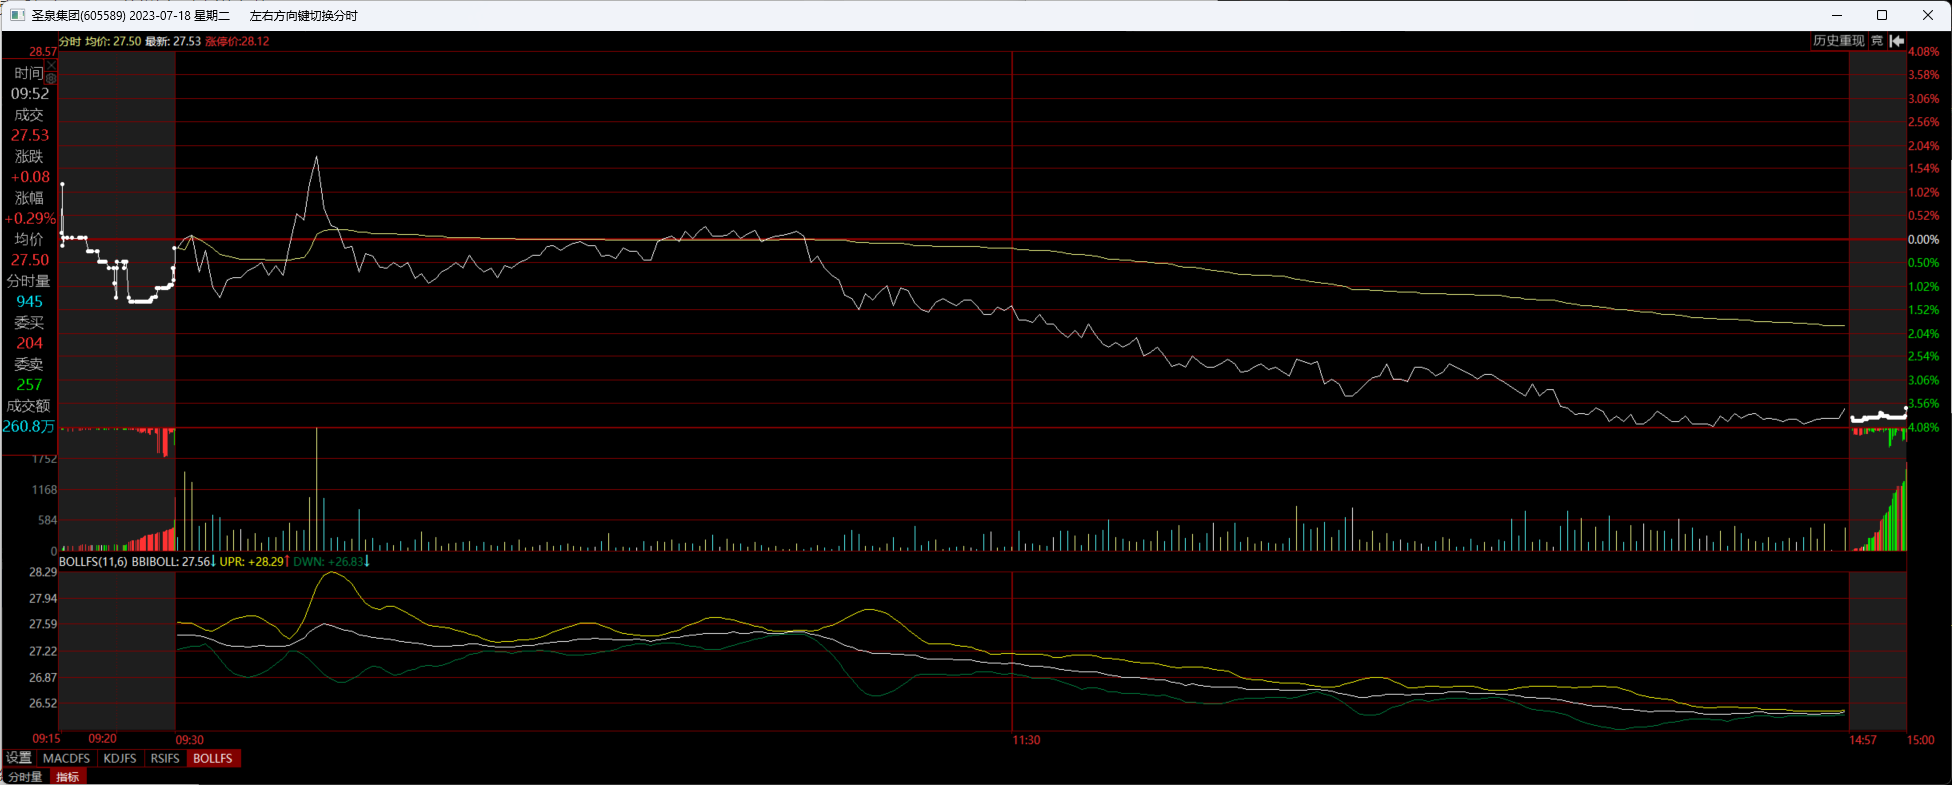 圣泉集团(605589) 2023-07-18 星期二 左右方向键切换分时
分时 均价: 27.50 最新: 27.53 涨停价:28.12
历史重现 竞
28.57
时间
09:52
成交
27.53
涨跌
+0.08
涨幅
+0.29%
均价
27.50
分时量
945
委买
204
委卖
257
成交额
260.8万
1752
1168
584
0
4.08%
3.58%
3.06%
2.56%
2.04%
1.54%
1.02%
0.52%
0.00%
0.50%
1.02%
1.52%
2.04%
2.54%
3.06%
3.56%
4.08%
BOLLFS(11,6) BBIBOLL: 27.56↓ UPR: +28.29↑ DWN: +26.83↓
28.29
27.94
27.59
27.22
26.87
26.52
09:15 09:20 09:30 11:30 14:57 15:00
设置 MACDFS KDJFS RSIFS BOLLFS
分时量 指标